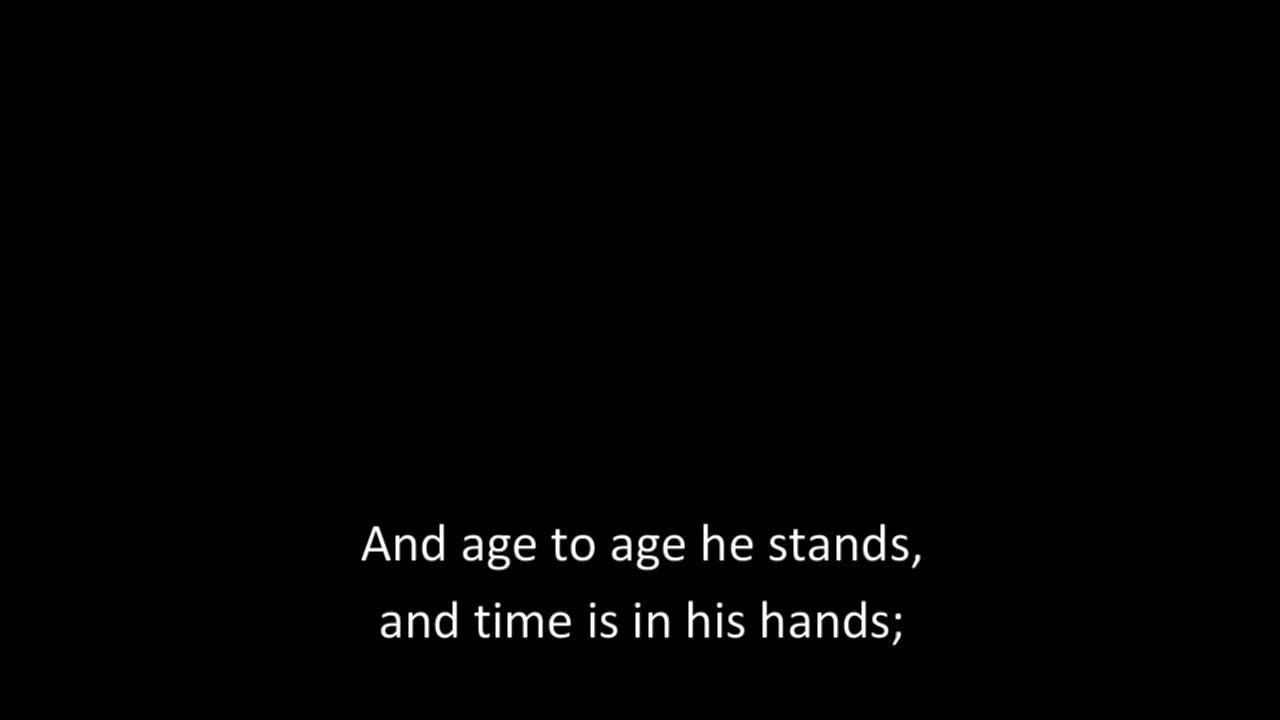 And age to age he stands,
and time is in his hands;